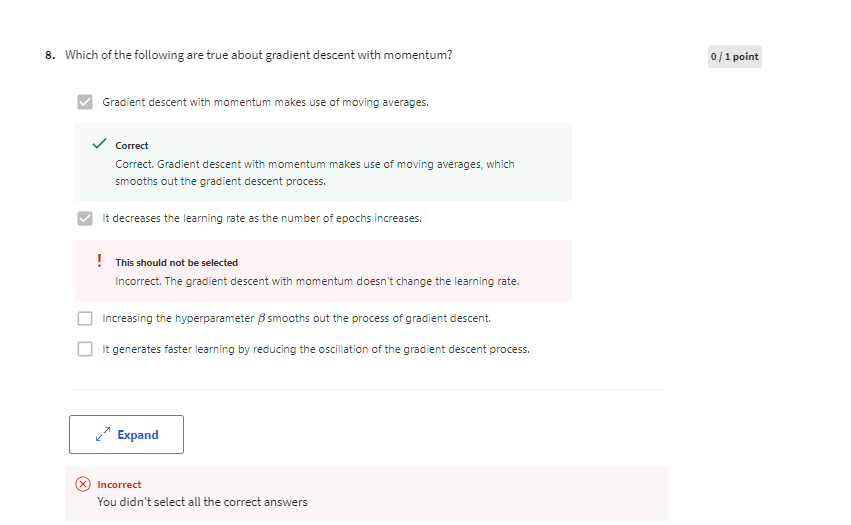 8. Which of the following are true about gradient descent with momentum?
0 / 1 point
Gradient descent with momentum makes use of moving averages.
Correct
Correct. Gradient descent with momentum makes use of moving averages, which
smooths out the gradient descent process.
It decreases the learning rate as the number of epochs increases.
! This should not be selected
Incorrect. The gradient descent with momentum doesn't change the learning rate.
Increasing the hyperparameter β smooths out the process of gradient descent.
It generates faster learning by reducing the oscillation of the gradient descent process.
Expand
Incorrect
You didn't select all the correct answers